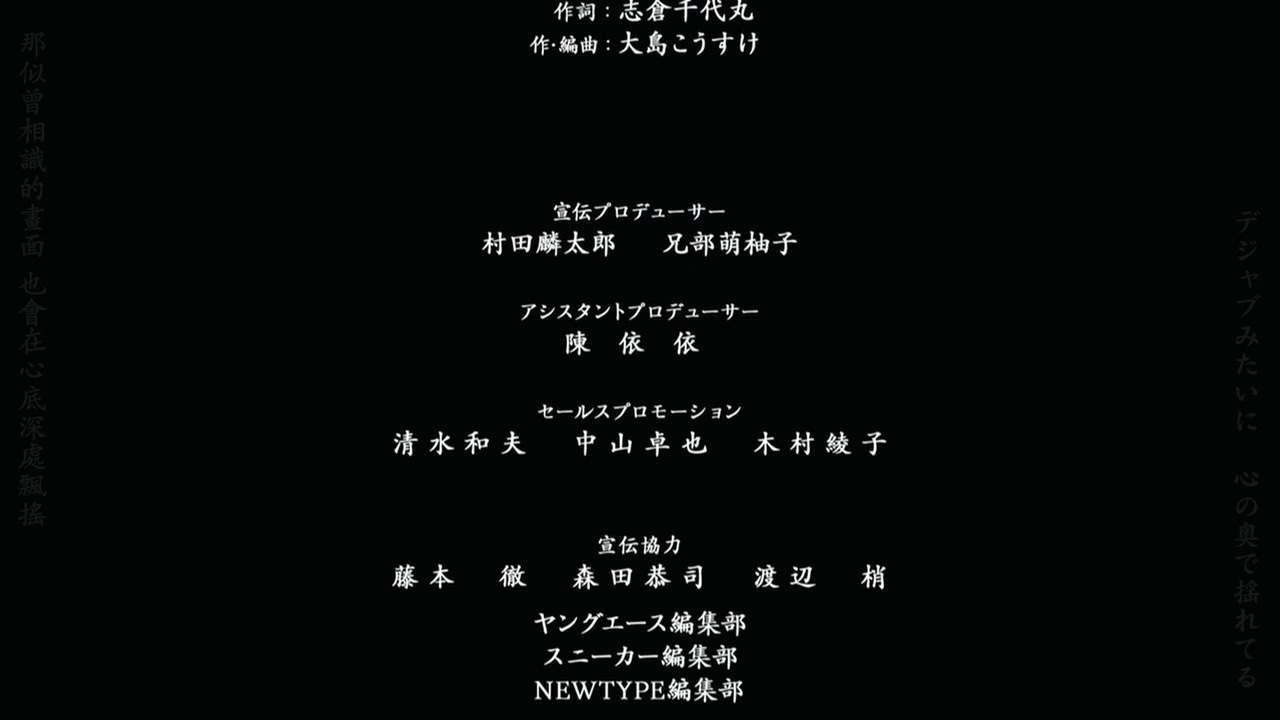 作詞：志倉千代丸
作・編曲：大島こうすけ
宣伝プロデューサー
村田麟太郎　兄部萌柚子
アシスタントプロデューサー
陳　依　依
セールスプロモーション
清水和夫　中山卓也　木村綾子
宣伝協力
藤本　徹　森田恭司　渡辺　梢
ヤングエース編集部
スニーカー編集部
NEWTYPE編集部
デジャブみたいに　心の奥で揺れてる
那似曾相識的畫面 也會在心底深處飄搖